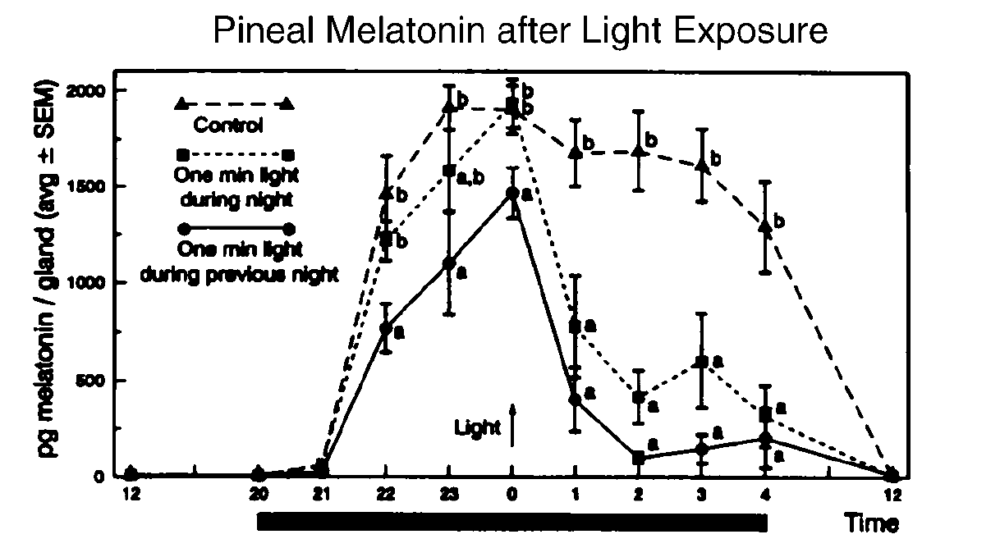 Pineal Melatonin after Light Exposure
pg melatonin / gland (avg ± SEM)
2000
1500
1000
500
0
Control
One min light
during night
One min light
during previous night
b
b
a
b
a,b
a
b
b
a
b
a
a
b
a
a
b
a
a
b
a
a
Light
12
20
21
22
23
0
1
2
3
4
12
Time